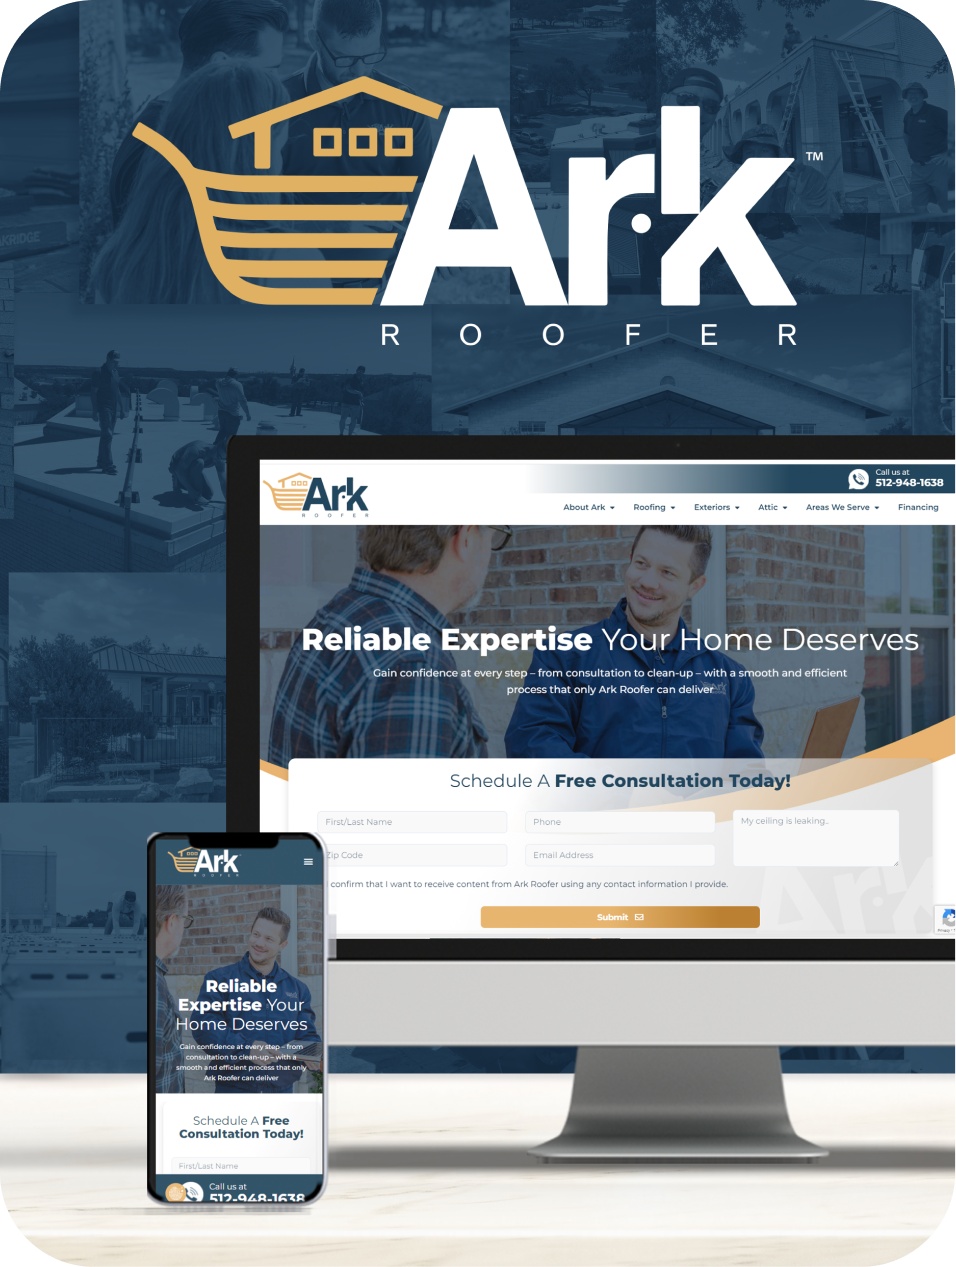 Ark
™
ROOFER
AKRIDGE
Ark
ROOFER
Call us at
512-948-1638
About Ark
Roofing
Exteriors
Attic
Areas We Serve
Financing
Reliable Expertise Your Home Deserves
Gain confidence at every step – from consultation to clean-up – with a smooth and efficient
process that only Ark Roofer can deliver
Schedule A Free Consultation Today!
First/Last Name
Phone
My ceiling is leaking..
Zip Code
Email Address
confirm that I want to receive content from Ark Roofer using any contact information I provide.
Submit
Ark
ROOFER
Reliable
Expertise Your
Home Deserves
Gain confidence at every step – from
consultation to clean-up – with a
smooth and efficient process that only
Ark Roofer can deliver
Schedule A Free
Consultation Today!
First/Last Name
Call us at
512-948-1638